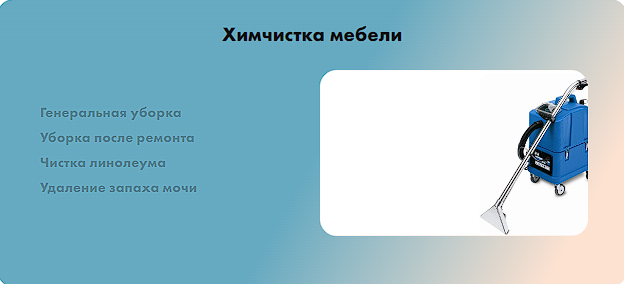 Химчистка мебели
Генеральная уборка
Уборка после ремонта
Чистка линолеума
Удаление запаха мочи